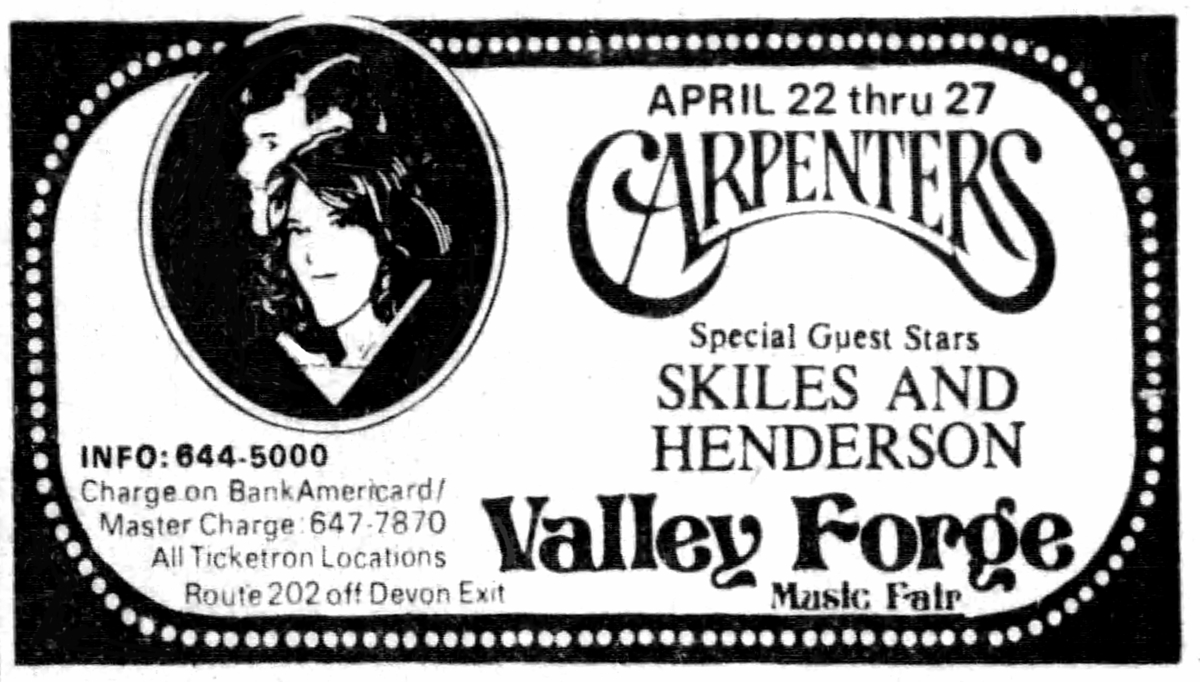 APRIL 22 thru 27
CARPENTERS
Special Guest Stars
SKILES AND
HENDERSON
Valley Forge
Music Fair
INFO: 644-5000
Charge on BankAmericard/
Master Charge: 647-7870
All Ticketron Locations
Route 202 off Devon Exit